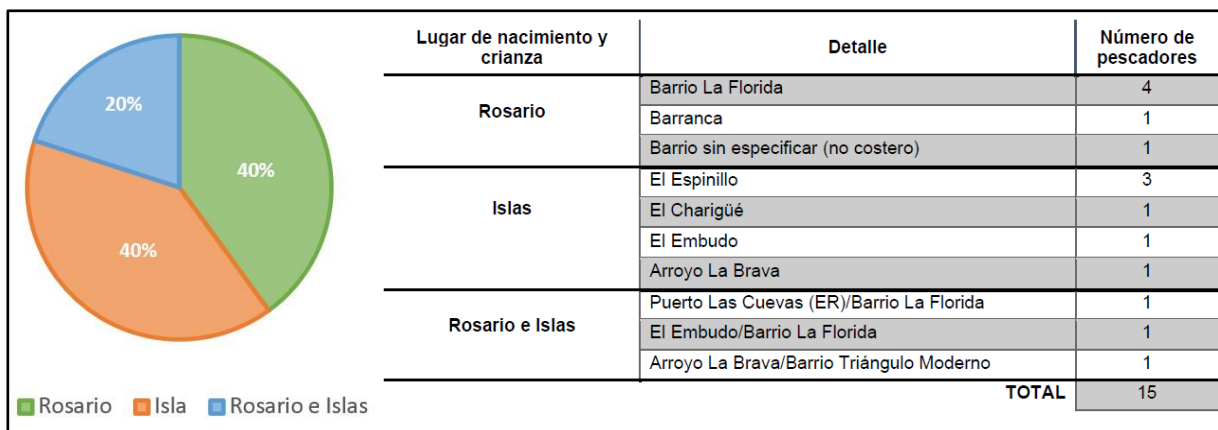 20%
40%
40%
Rosario Isla Rosario e Islas
Lugar de nacimiento y
crianza
Detalle
Número de
pescadores
Rosario
Barrio La Florida 4
Barranca 1
Barrio sin especificar (no costero) 1
Islas
El Espinillo 3
El Charigüé 1
El Embudo 1
Arroyo La Brava 1
Rosario e Islas
Puerto Las Cuevas (ER)/Barrio La Florida 1
El Embudo/Barrio La Florida 1
Arroyo La Brava/Barrio Triángulo Moderno 1
TOTAL 15